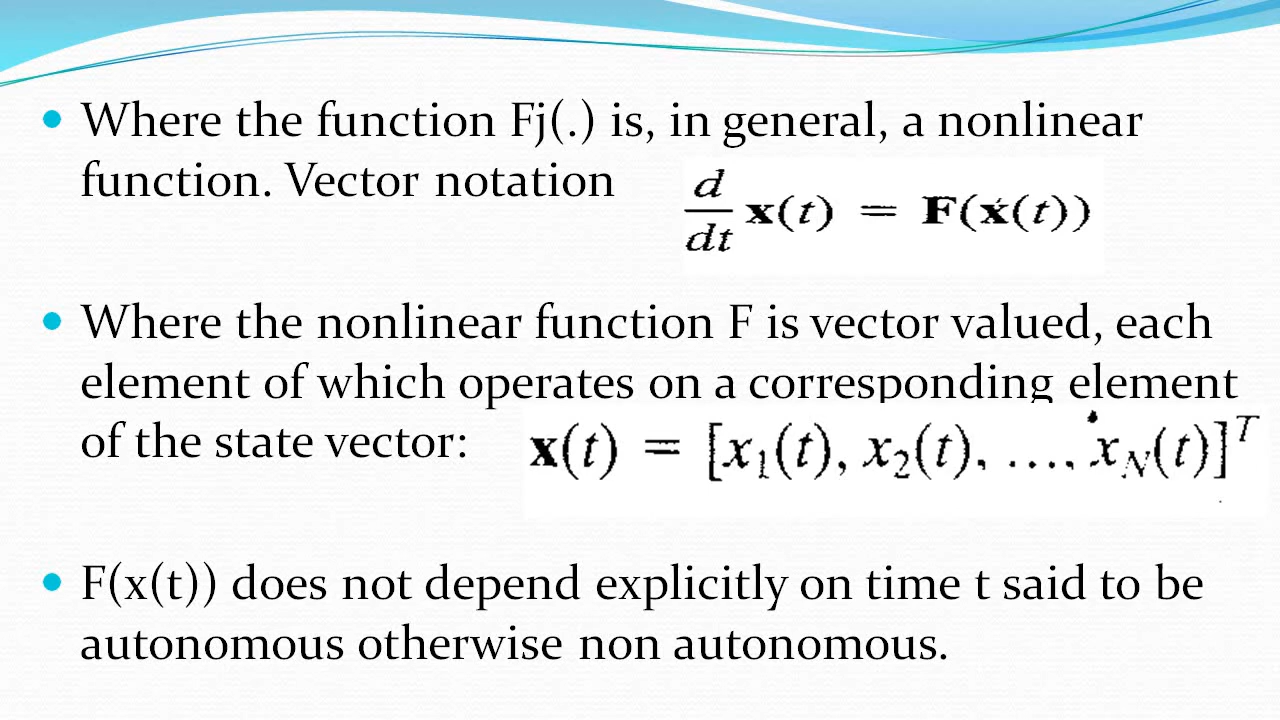 • Where the function Fj(.) is, in general, a nonlinear
function. Vector notation
d/dt x(t) = F(x(t))
• Where the nonlinear function F is vector valued, each
element of which operates on a corresponding element
of the state vector: x(t) = [x₁(t), x₂(t), ..., x_N(t)]ᵀ
• F(x(t)) does not depend explicitly on time t said to be
autonomous otherwise non autonomous.